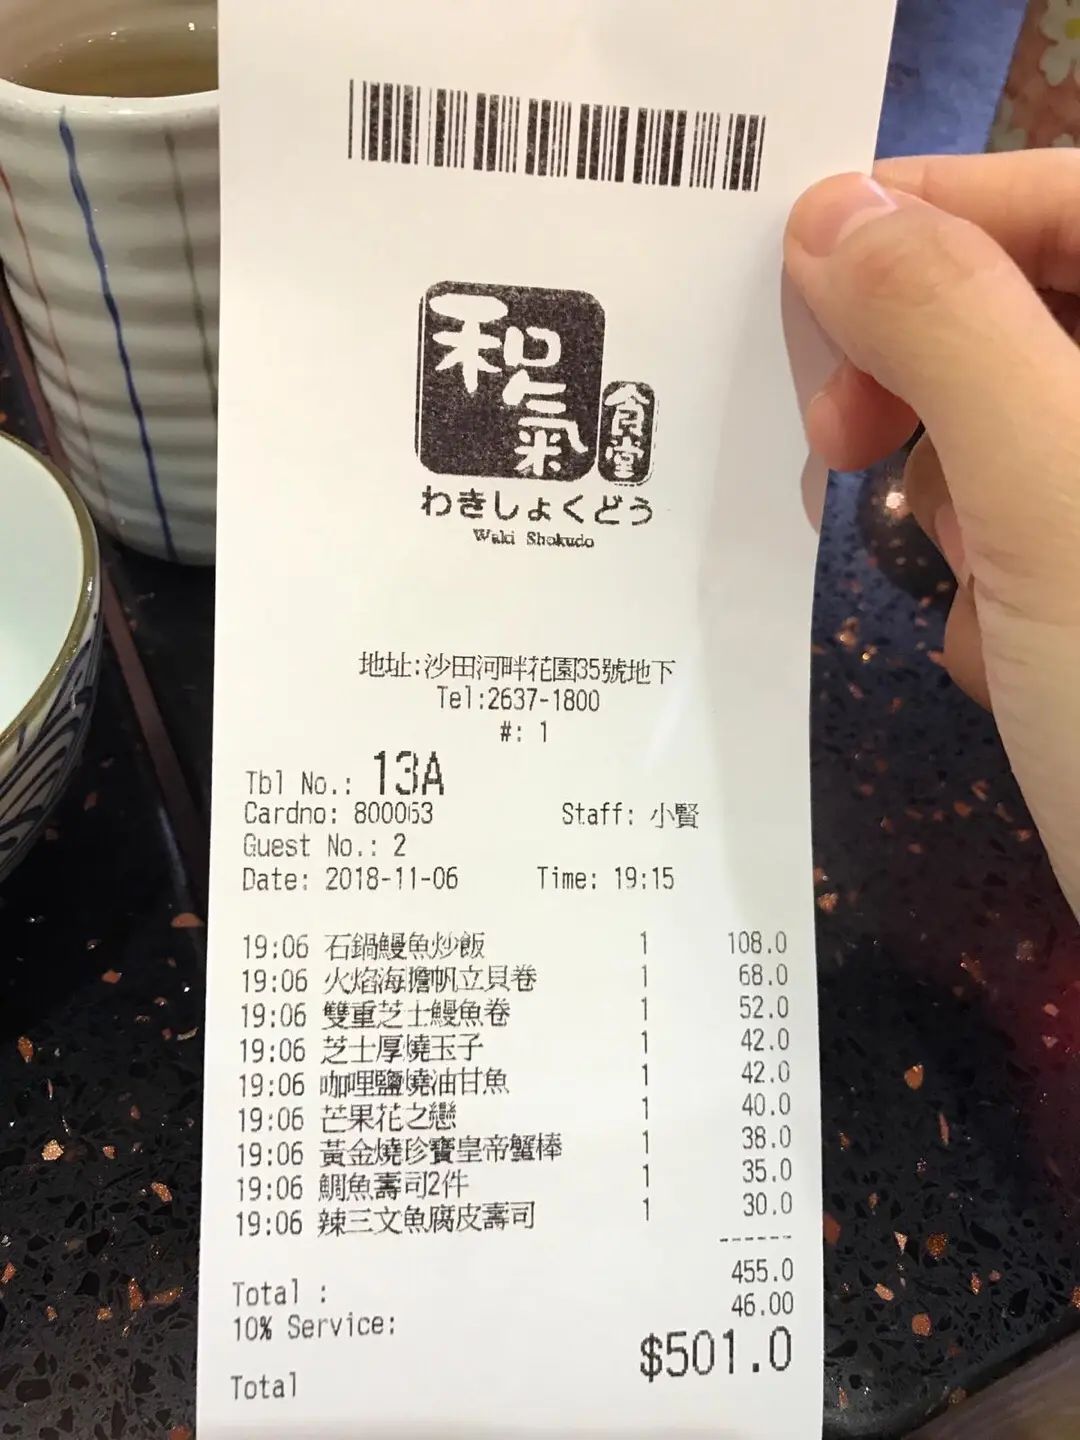 和氣
食堂
わきしょくどう
Waki Shokudo
地址:沙田河畔花園35號地下
Tel:2637-1800
#: 1
Tbl No.: 13A
Cardno: 800063 Staff: 小賢
Guest No.: 2
Date: 2018-11-06 Time: 19:15
19:06 石鍋鰻魚炒飯 1 108.0
19:06 火焰海擔帆立貝卷 1 68.0
19:06 雙重芝士鰻魚卷 1 52.0
19:06 芝士厚燒玉子 1 42.0
19:06 咖哩鹽燒油甘魚 1 42.0
19:06 芒果花之戀 1 40.0
19:06 黃金燒珍寶皇帝蟹棒 1 38.0
19:06 鯛魚壽司2件 1 35.0
19:06 辣三文魚腐皮壽司 1 30.0
------
Total : 455.0
10% Service: 46.00
Total $501.0